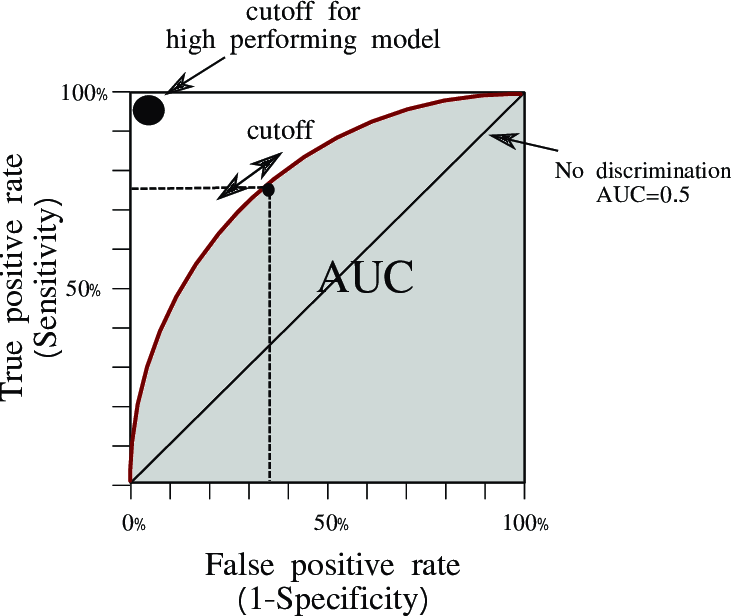 cutoff for
high performing model
100%
cutoff
No discrimination
AUC=0.5
AUC
50%
True positive rate
(Sensitivity)
0%
50%
100%
False positive rate
(1-Specificity)